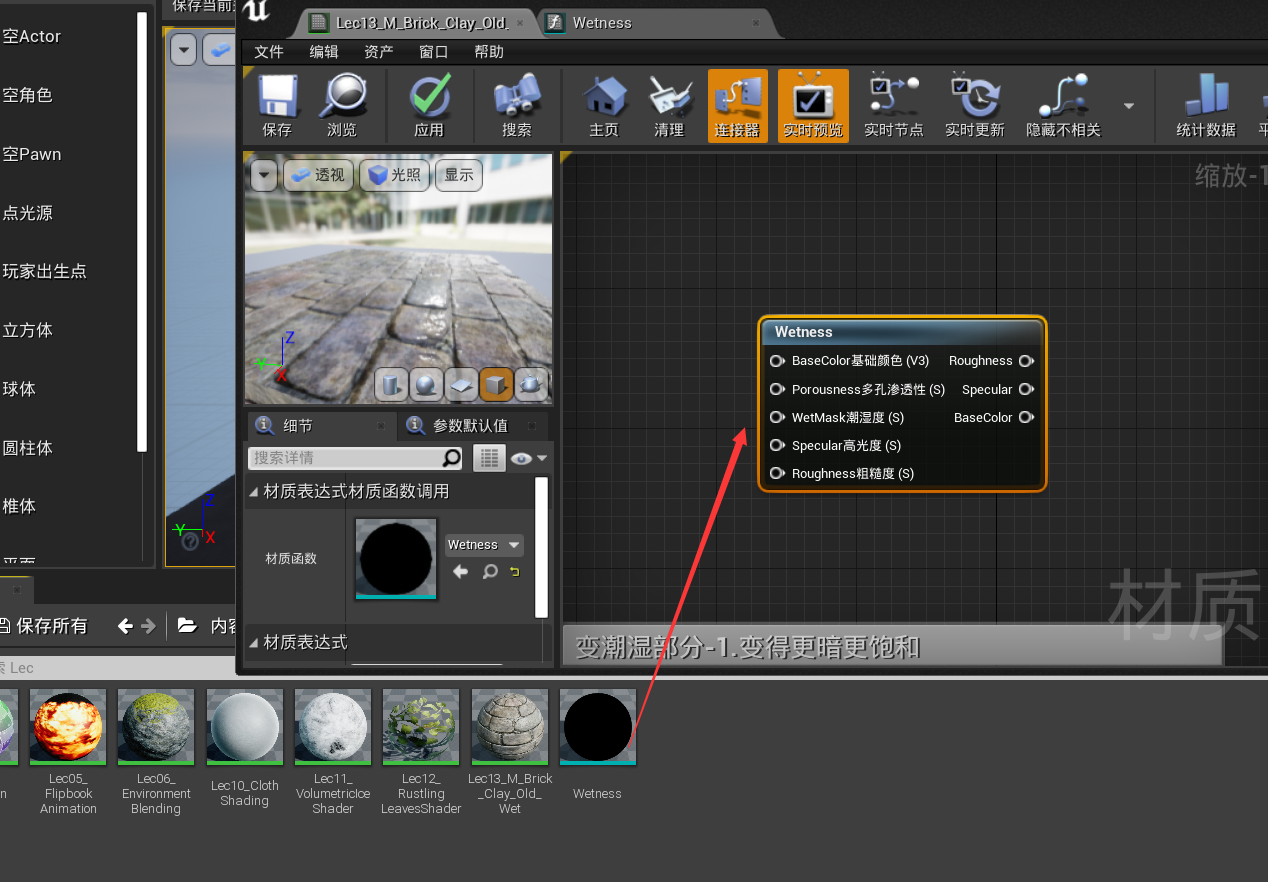 保存当前
空Actor
空角色
空Pawn
点光源
玩家出生点
立方体
球体
圆柱体
椎体
平面
Lec13_M_Brick_Clay_Old_
Wetness
文件 编辑 资产 窗口 帮助
保存 浏览 应用 搜索 主页 清理 连接器 实时预览 实时节点 实时更新 隐藏不相关 统计数据
透视 光照 显示
Z
Y
X
Z
Y
X
细节 参数默认值
搜索详情
材质表达式材质函数调用
材质函数
Wetness
材质表达式
缩放-1
Wetness
BaseColor基础颜色 (V3) Roughness
Porousness多孔渗透性 (S) Specular
WetMask潮湿度 (S) BaseColor
Specular高光度 (S)
Roughness粗糙度 (S)
材质
变潮湿部分-1.变得更暗更饱和
保存所有
内容
Lec
n
Lec05_
Flipbook
Animation
Lec06_
Environment
Blending
Lec10_Cloth
Shading
Lec11_
VolumetricIce
Shader
Lec12_
Rustling
LeavesShader
Lec13_M_Brick
_Clay_Old_
Wet
Wetness